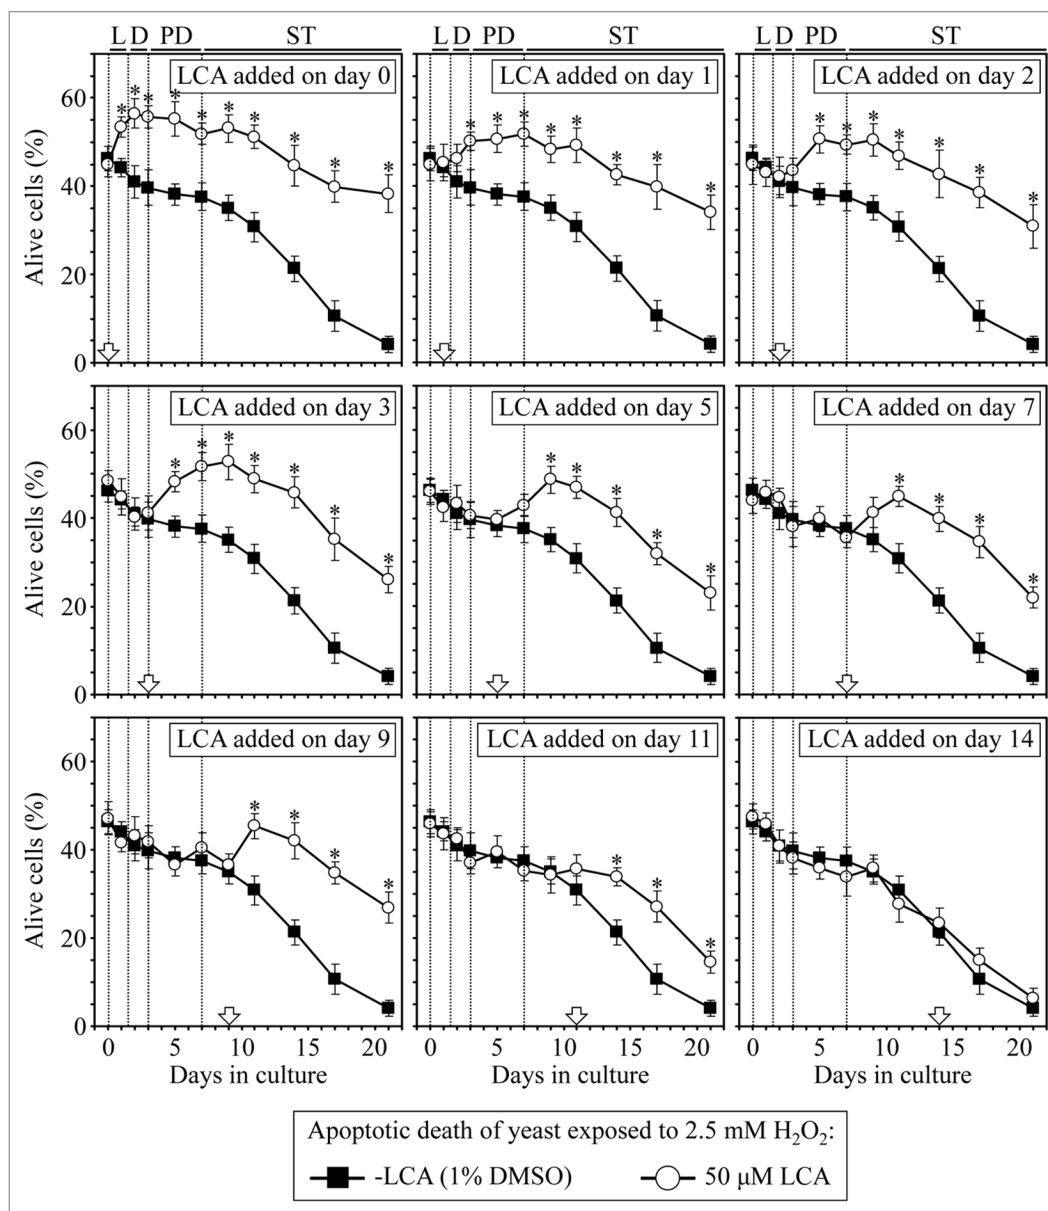 L D PD ST L D PD ST L D PD ST
LCA added on day 0 LCA added on day 1 LCA added on day 2
* * * * * * * * * *
* * * * * * * * *
* * * * * * * *
Alive cells (%)
60
40
20
0
LCA added on day 3 LCA added on day 5 LCA added on day 7
* * * * * * *
* * * * *
* * * *
Alive cells (%)
60
40
20
0
LCA added on day 9 LCA added on day 11 LCA added on day 14
* * * *
* * *
Alive cells (%)
60
40
20
0
0 5 10 15 20 0 5 10 15 20 0 5 10 15 20
Days in culture Days in culture Days in culture
Apoptotic death of yeast exposed to 2.5 mM H₂O₂:
-LCA (1% DMSO) 50 μM LCA